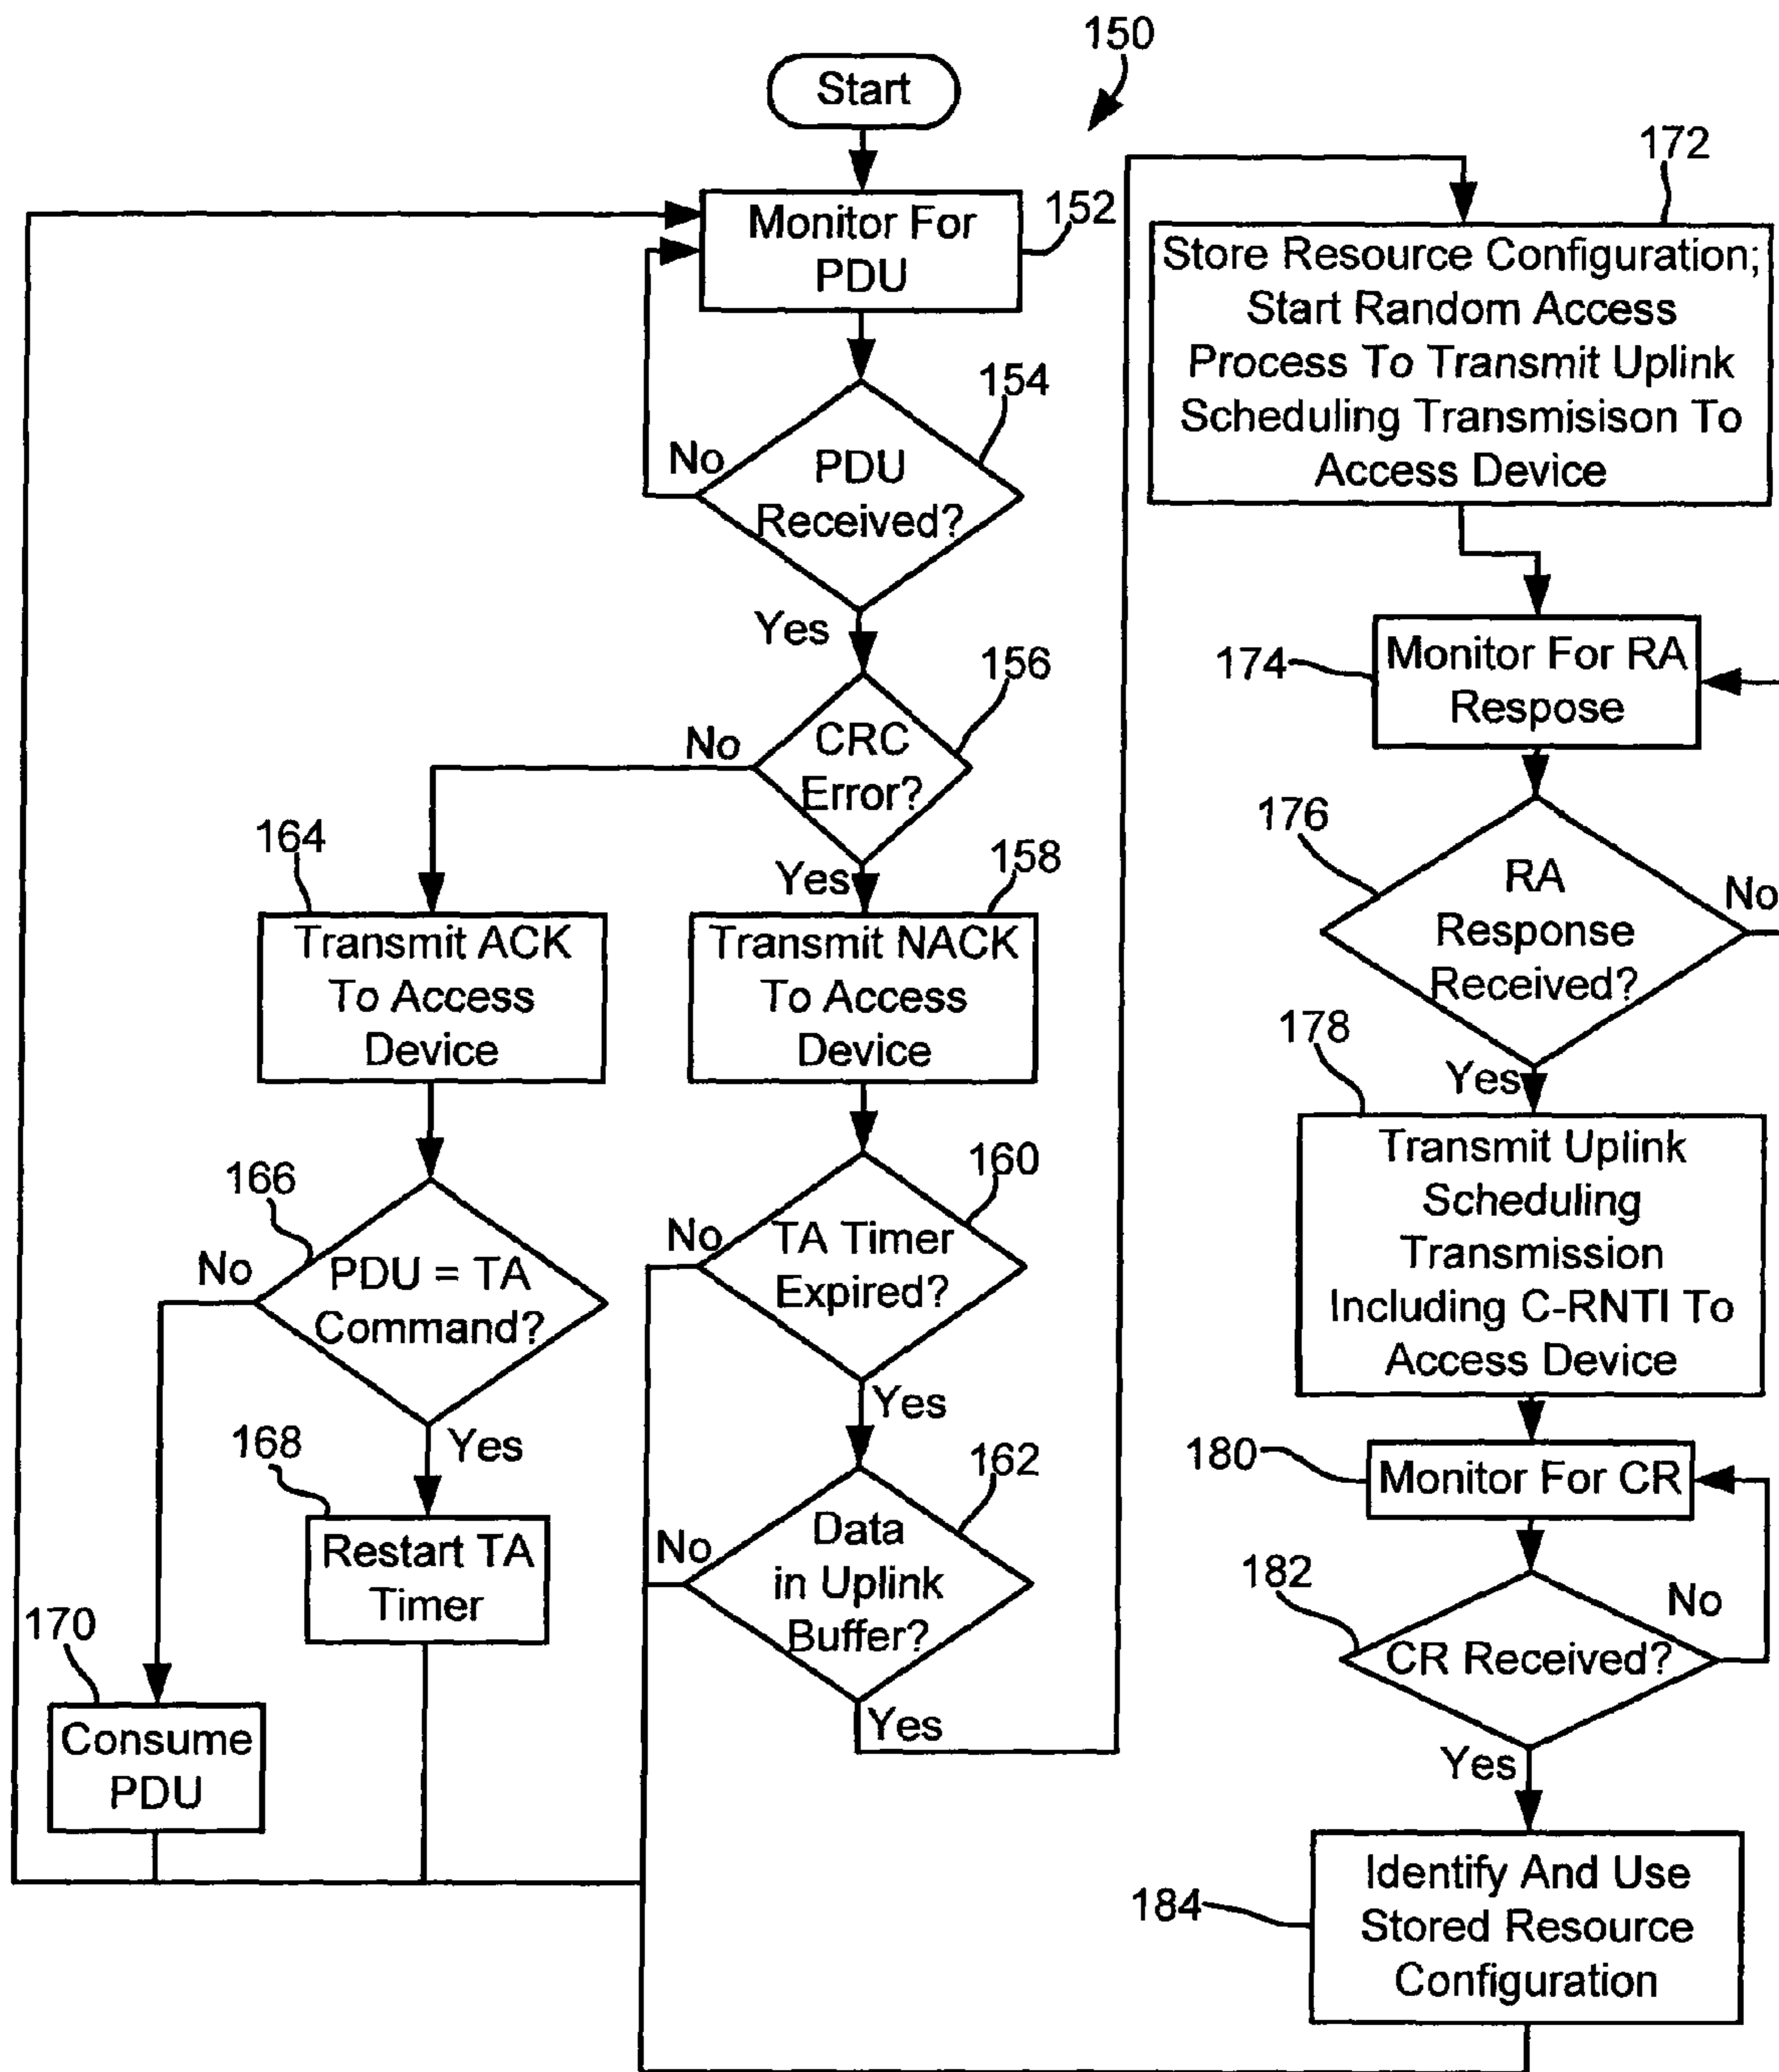 150
Start
Monitor For
PDU
152
PDU
Received?
154
No
Yes
CRC
Error?
156
No
Yes
164
Transmit ACK
To Access
Device
158
Transmit NACK
To Access
Device
166
PDU = TA
Command?
No
Yes
160
TA Timer
Expired?
No
Yes
168
Restart TA
Timer
170
Consume
PDU
162
Data
in Uplink
Buffer?
No
Yes
172
Store Resource Configuration;
Start Random Access
Process To Transmit Uplink
Scheduling Transmisison To
Access Device
174
Monitor For RA
Respose
176
RA
Response
Received?
No
Yes
178
Transmit Uplink
Scheduling
Transmission
Including C-RNTI To
Access Device
180
Monitor For CR
182
CR Received?
No
Yes
184
Identify And Use
Stored Resource
Configuration